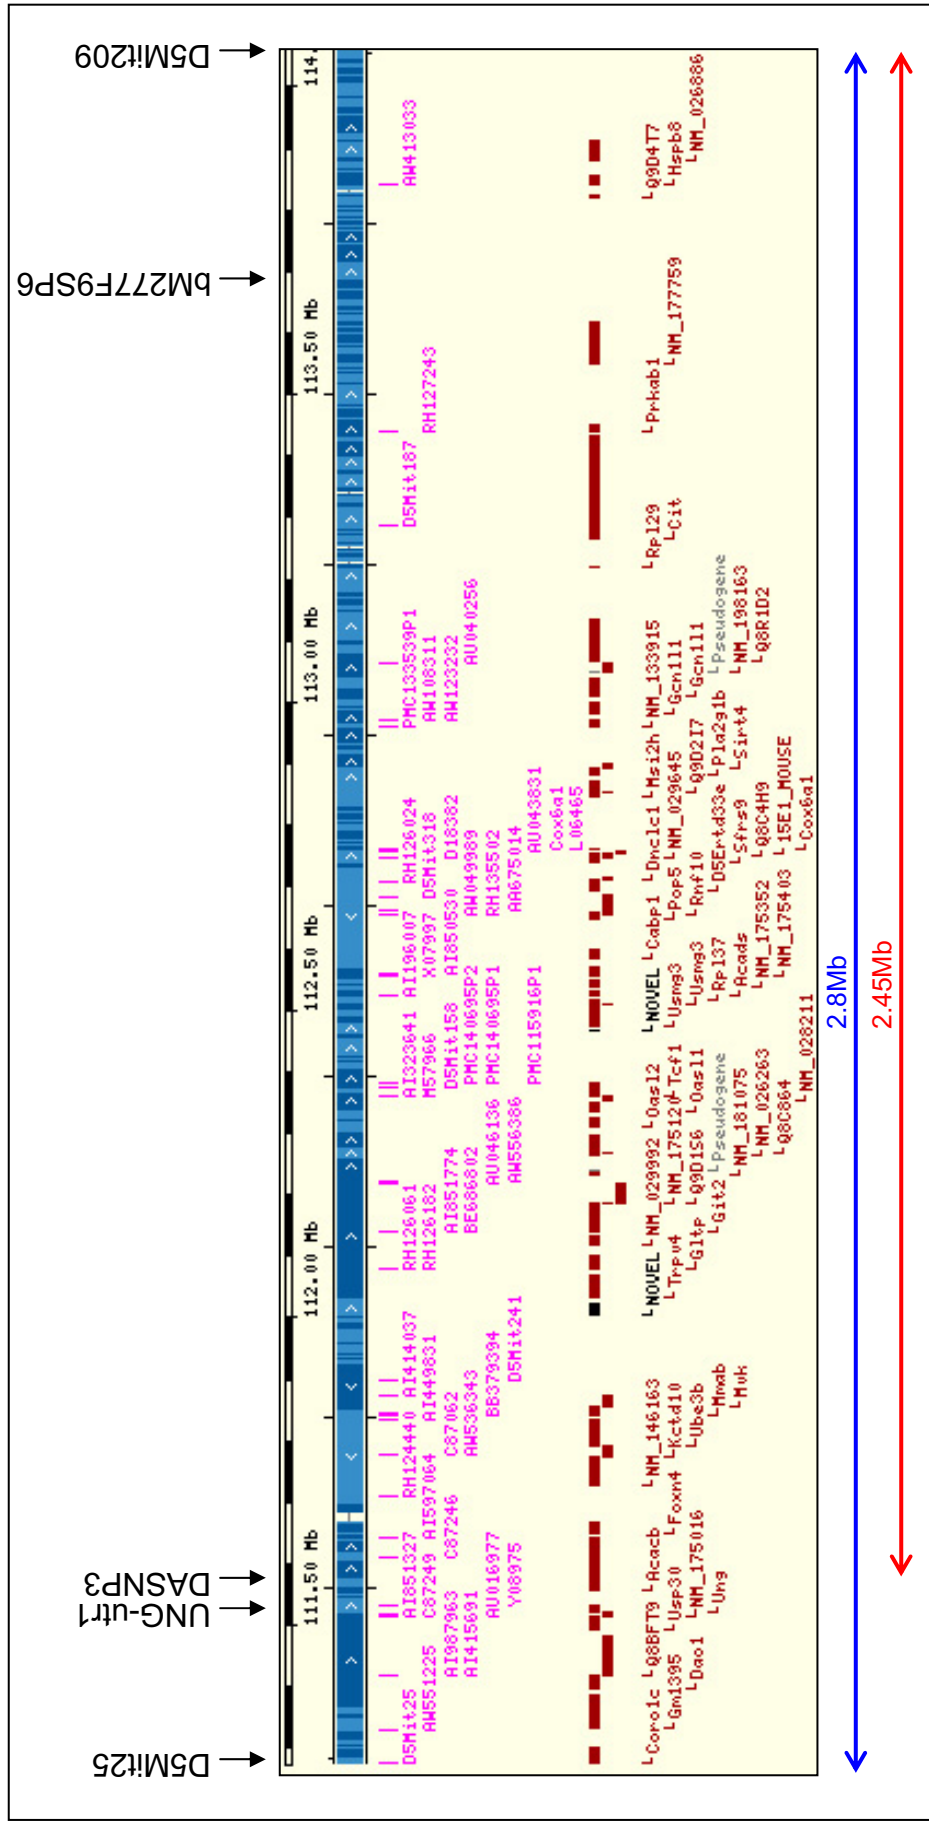 D5Mit25
UNG-utr1
DASNP3
bM277F9SP6
D5Mit209
111.50 Mb
112.00 Mb
112.50 Mb
113.00 Mb
113.50 Mb
114.
D5Mit25 AI851327 RH124440 AI414037 RH126061 AI323641 AI196007 RH126024 PMC133539P1 D5Mit187 AW413033
AW551225 C87249 AI597064 AI449831 RH126182 M57966 X07997 D5Mit318 AW108311 RH127243
AI987963 C87246 C87062 AI851774 D5Mit158 AI850530 D18382 AW123232
AI415691 AW536343 BE686802 PMC140695P2 AW049989 AU040256
AU016977 BB379394 AU046136 PMC140695P1 RH135502
Y08975 D5Mit241 AW556386 AA675014
PMC115916P1 AU043831
Cox6a1
L06465
Coro1c Q8BFT9 Acacb NM_146163 NOVEL NM_029992 Oasl2 NOVEL Cabp1 Dnclc1 Msi2h NM_133915 Rpl29 Prkab1 Q9D4T7
Gm1395 Usp30 Foxn4 Kctd10 Trpv4 NM_175120 Tcf1 Usmg3 Pop5 NM_029645 Gcn1l1 Cit NM_177759 Hspb8
Dao1 NM_175016 Ube3b Gltp Q9D1S6 Oasl1 Usmg3 Rnf10 Q9D2I7 Gcn1l1 NM_026886
Ung Mmab Git2 Pseudogene Rpl37 D5Ertd33e Pla2g1b Pseudogene
Mvk NM_181075 Acads Sfrs9 Sirt4 NM_198163
NM_026263 NM_175352 Q8C4H9 Q8R1D2
Q8C864 NM_175403 15E1_MOUSE
NM_028211 Cox6a1
2.8Mb
2.45Mb